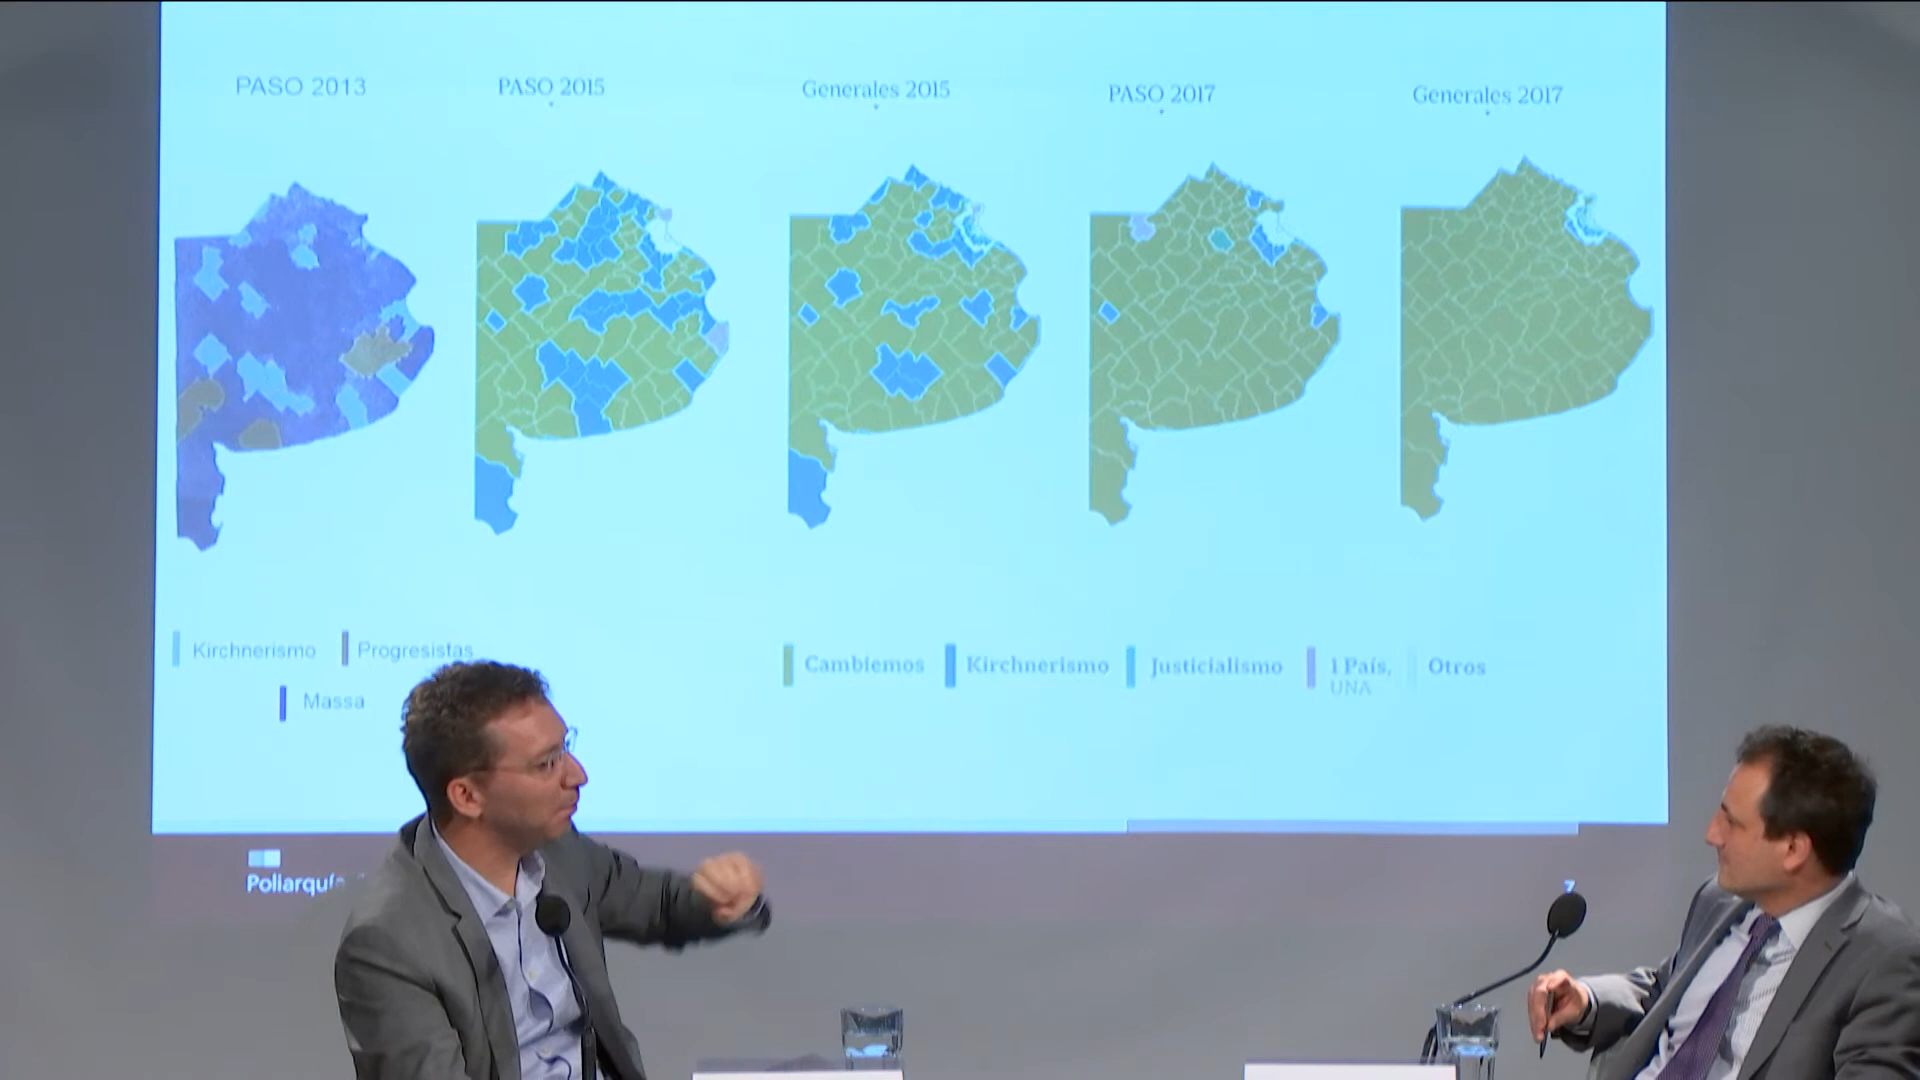 PASO 2013
PASO 2015
Generales 2015
PASO 2017
Generales 2017
Kirchnerismo
Progresistas
Massa
Cambiemos
Kirchnerismo
Justicialismo
1 País,
UNA
Otros
Poliarquía
7